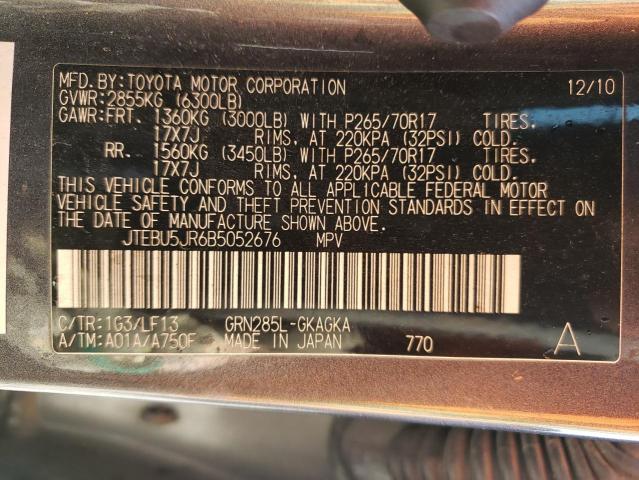 MFD.BY:TOYOTA MOTOR CORPORATION 12/10
GVWR:2855KG (6300LB)
GAWR:FRT. 1360KG (3000LB) WITH P265/70R17 TIRES.
17X7J RIMS, AT 220KPA (32PSI) COLD.
RR. 1560KG (3450LB) WITH P265/70R17 TIRES.
17X7J RIMS, AT 220KPA (32PSI) COLD.
THIS VEHICLE CONFORMS TO ALL APPLICABLE FEDERAL MOTOR
VEHICLE SAFETY AND THEFT PREVENTION STANDARDS IN EFFECT ON
THE DATE OF MANUFACTURE SHOWN ABOVE.
JTEBU5JR6B5052676 MPV
C/TR:1G3/LF13 GRN285L-GKAGKA
A/TM:A01A/A750F MADE IN JAPAN 770 A